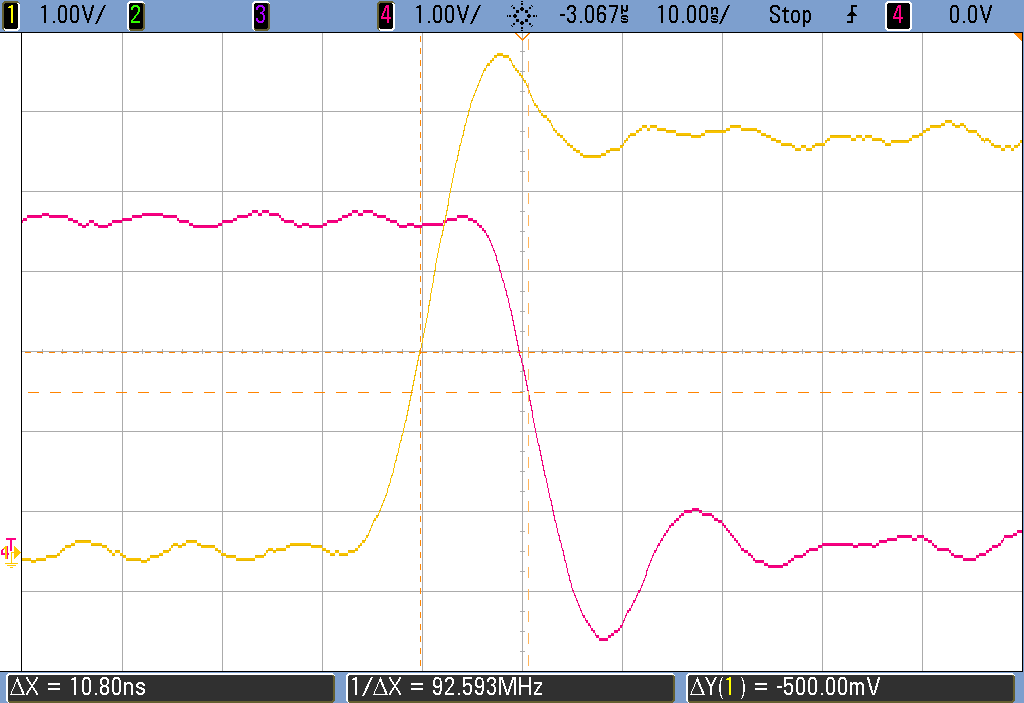 1 1.00V/ 2 3 4 1.00V/ -3.067µs 10.00ns/ Stop 4 0.0V
T
4
ΔX = 10.80ns 1/ΔX = 92.593MHz ΔY(1) = -500.00mV